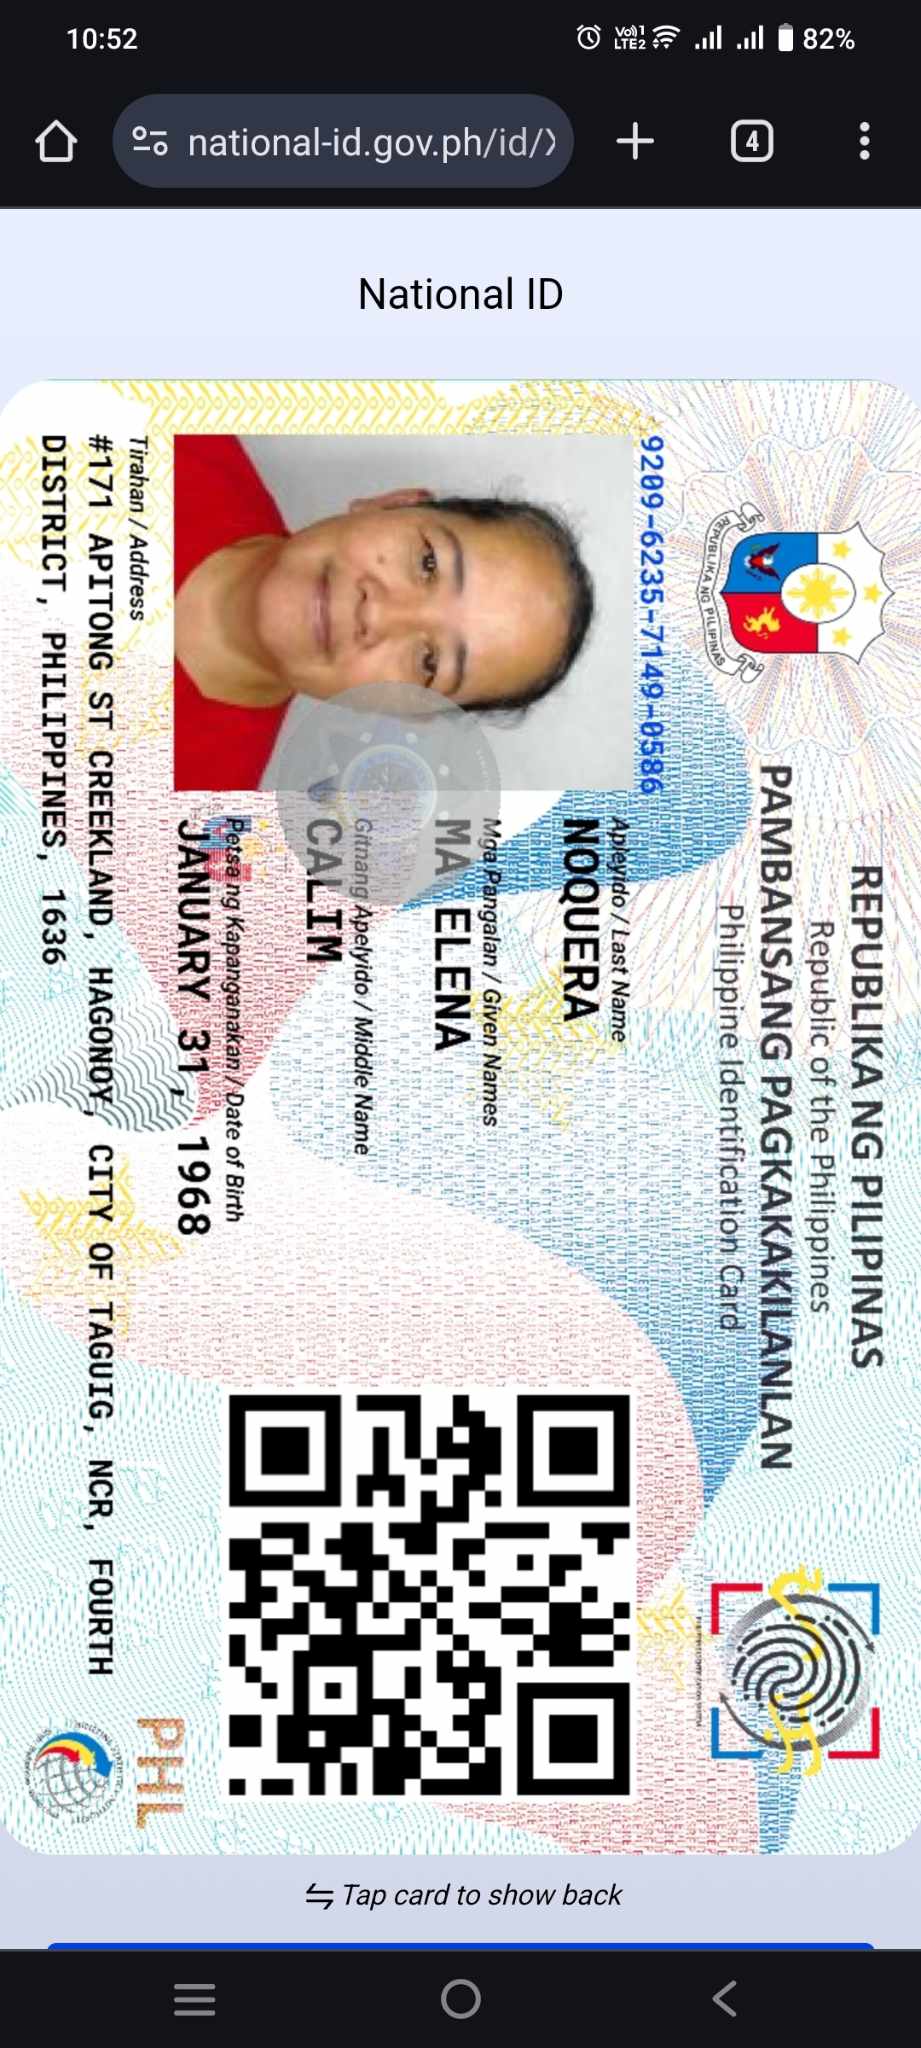 10:52
Vo)) 1
LTE2
82%
national-id.gov.ph/id/
4
National ID
REPUBLIKA NG PILIPINAS
Republic of the Philippines
PAMBANSANG PAGKAKAKILANLAN
Philippine Identification Card
REPUBLIKA NG PILIPINAS
9209-6235-7149-0586
Apelyido / Last Name
NOQUERA
Mga Pangalan / Given Names
MA ELENA
Gitnang Apelyido / Middle Name
CALIM
Petsa ng Kapanganakan / Date of Birth
JANUARY 31, 1968
Tirahan / Address
#171 APITONG ST CREEKLAND, HAGONOY, CITY OF TAGUIG, NCR, FOURTH
DISTRICT, PHILIPPINES, 1636
PHL
Tap card to show back